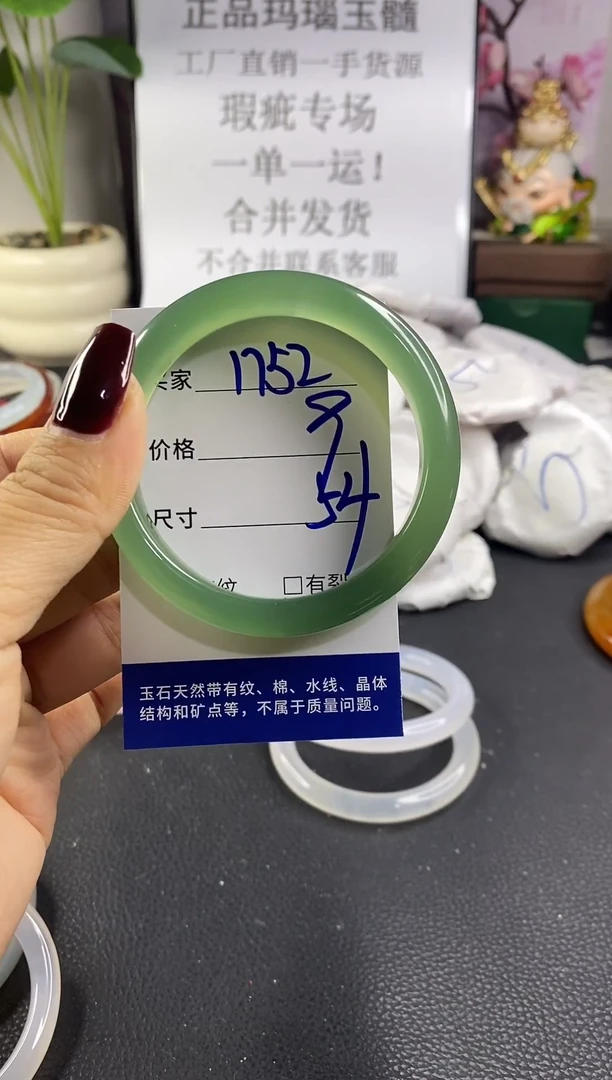 正品玛瑙玉髓
工厂直销一手货源
瑕疵专场
一单一运！
合并发货
不合并联系客服
家 1752
价格 8
尺寸 54
纹 □有裂
玉石天然带有纹、棉、水线、晶体
结构和矿点等，不属于质量问题。